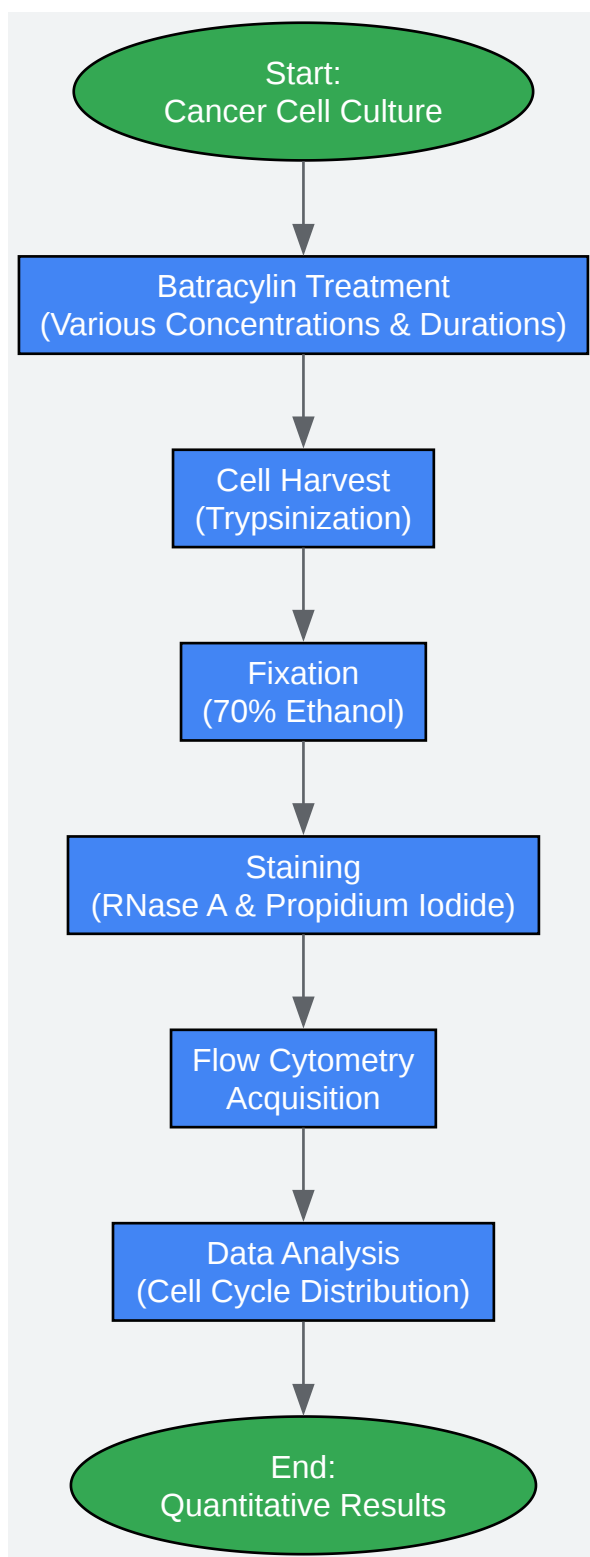 Start:
Cancer Cell Culture
Batracylin Treatment
(Various Concentrations & Durations)
Cell Harvest
(Trypsinization)
Fixation
(70% Ethanol)
Staining
(RNase A & Propidium Iodide)
Flow Cytometry
Acquisition
Data Analysis
(Cell Cycle Distribution)
End:
Quantitative Results